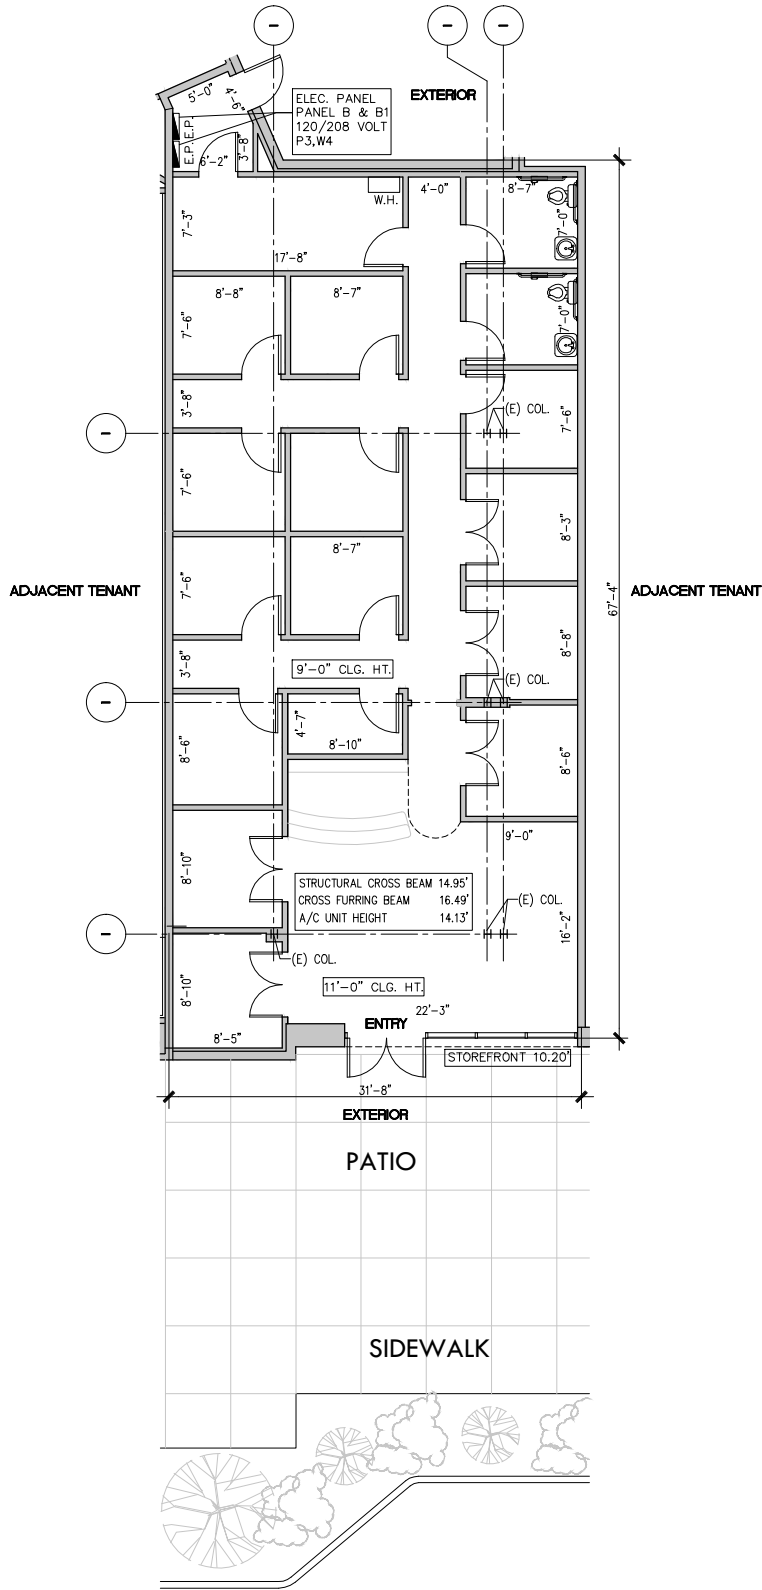 5'-0"
4'-6"
ELEC. PANEL
PANEL B & B1
120/208 VOLT
P3,W4
EXTERIOR
E.P.
E.P.
6'-2"
3'-8"
W.H.
4'-0"
8'-7"
7'-3"
7'-0"
17'-8"
8'-8"
8'-7"
7'-6"
7'-0"
3'-8"
(E) COL.
7'-6"
7'-6"
8'-3"
8'-7"
7'-6"
ADJACENT TENANT
ADJACENT TENANT
67'-4"
3'-8"
9'-0" CLG. HT.
8'-8"
(E) COL.
4'-7"
8'-10"
8'-6"
8'-6"
9'-0"
8'-10"
STRUCTURAL CROSS BEAM 14.95'
CROSS FURRING BEAM 16.49'
A/C UNIT HEIGHT 14.13'
(E) COL.
16'-2"
(E) COL.
8'-10"
11'-0" CLG. HT.
22'-3"
ENTRY
8'-5"
STOREFRONT 10.20'
31'-8"
EXTERIOR
PATIO
SIDEWALK